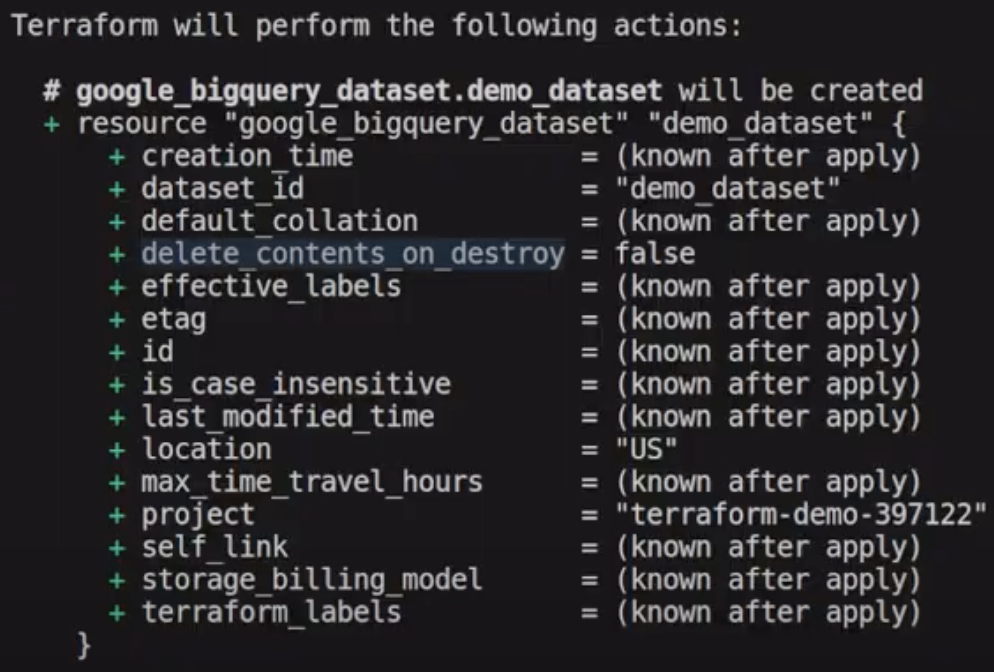 Terraform will perform the following actions:
# google_bigquery_dataset.demo_dataset will be created
+ resource "google_bigquery_dataset" "demo_dataset" {
+ creation_time = (known after apply)
+ dataset_id = "demo_dataset"
+ default_collation = (known after apply)
+ delete_contents_on_destroy = false
+ effective_labels = (known after apply)
+ etag = (known after apply)
+ id = (known after apply)
+ is_case_insensitive = (known after apply)
+ last_modified_time = (known after apply)
+ location = "US"
+ max_time_travel_hours = (known after apply)
+ project = "terraform-demo-397122"
+ self_link = (known after apply)
+ storage_billing_model = (known after apply)
+ terraform_labels = (known after apply)
}